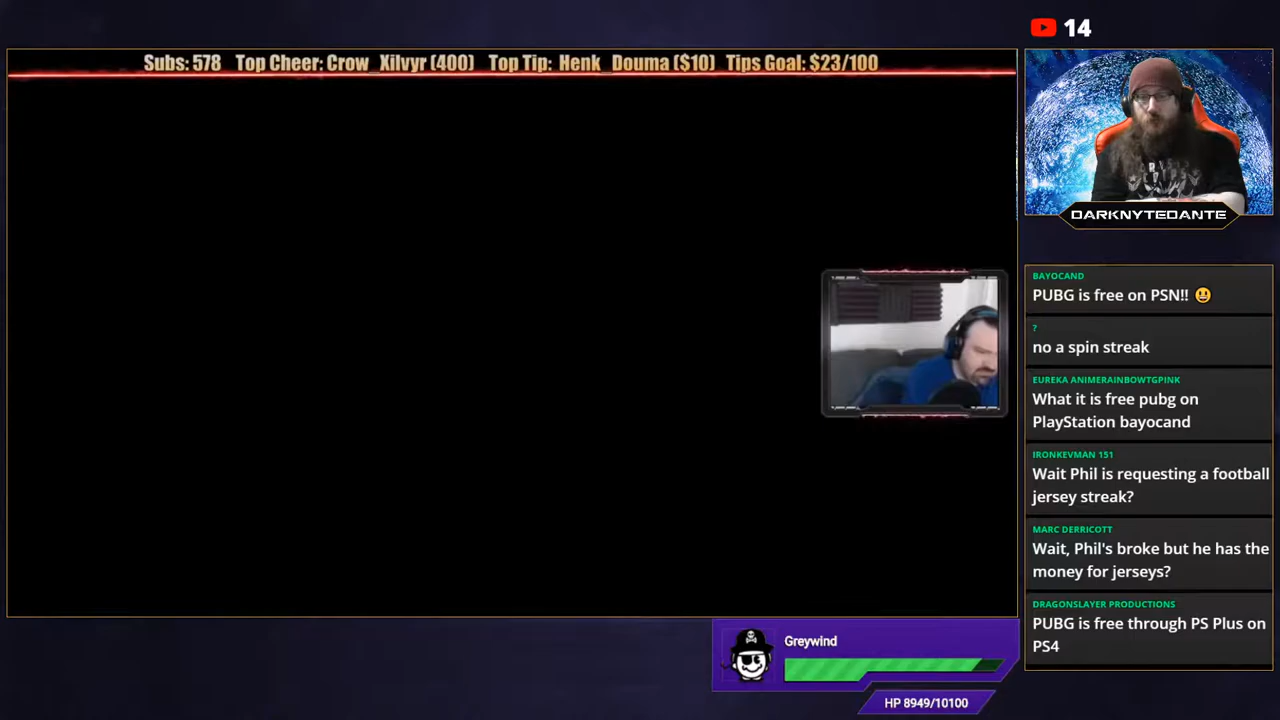 14
Subs: 578 Top Cheer: Crow_Xilvyr (400) Top Tip: Henk_Douma ($10) Tips Goal: $23/100
DARKNYTEDANTE
BAYOCAND
PUBG is free on PSN!! 😃
?
no a spin streak
EUREKA ANIMERAINBOWTGPINK
What it is free pubg on
PlayStation bayocand
IRONKEVMAN 151
Wait Phil is requesting a football
jersey streak?
MARC DERRICOTT
Wait, Phil's broke but he has the
money for jerseys?
DRAGONSLAYER PRODUCTIONS
PUBG is free through PS Plus on
PS4
Greywind
HP 8949/10100